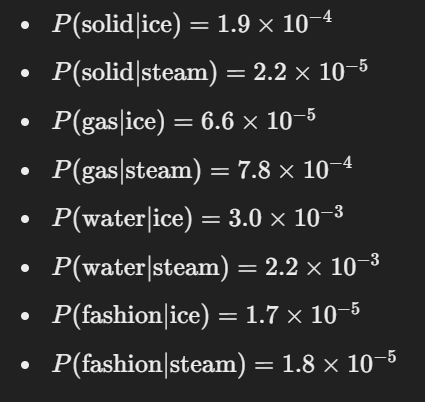 • P(solid|ice) = 1.9 × 10⁻⁴
• P(solid|steam) = 2.2 × 10⁻⁵
• P(gas|ice) = 6.6 × 10⁻⁵
• P(gas|steam) = 7.8 × 10⁻⁴
• P(water|ice) = 3.0 × 10⁻³
• P(water|steam) = 2.2 × 10⁻³
• P(fashion|ice) = 1.7 × 10⁻⁵
• P(fashion|steam) = 1.8 × 10⁻⁵